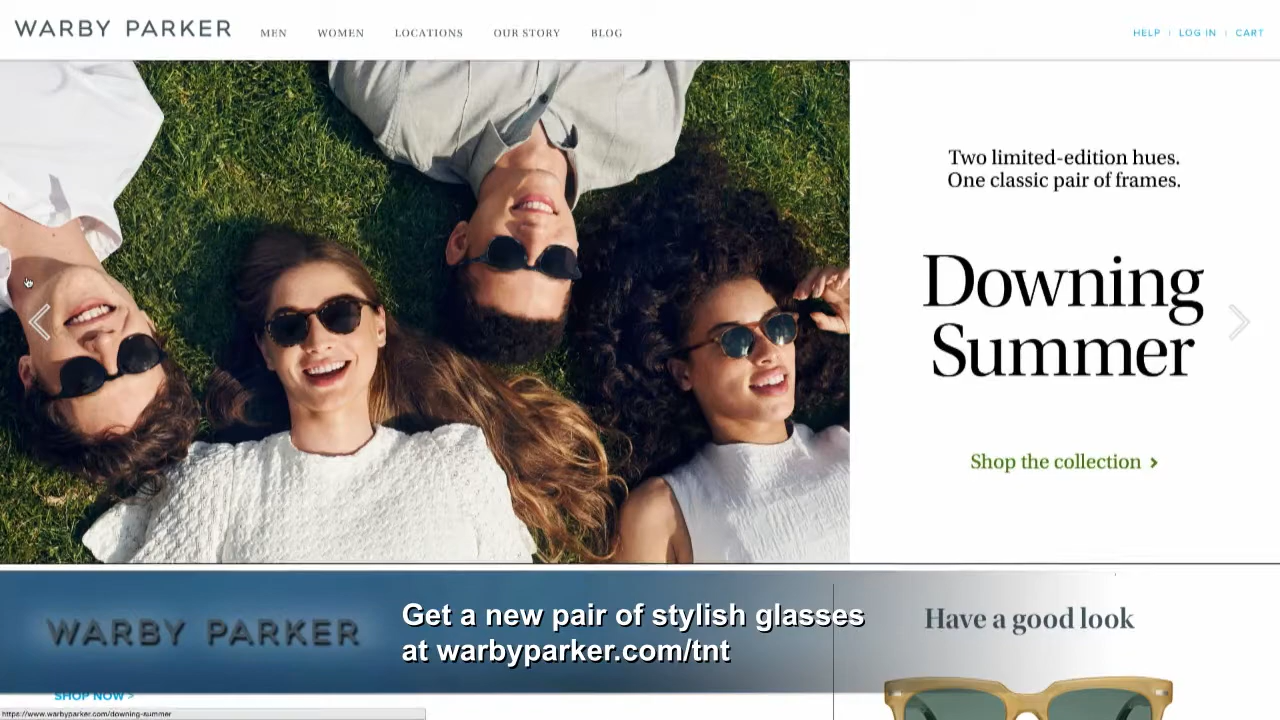 WARBY PARKER
MEN
WOMEN
LOCATIONS
OUR STORY
BLOG
HELP | LOG IN | CART
Two limited-edition hues.
One classic pair of frames.
Downing
Summer
Shop the collection >
WARBY PARKER
Get a new pair of stylish glasses
at warbyparker.com/tnt
Have a good look
SHOP NOW >
https://www.warbyparker.com/downing-summer